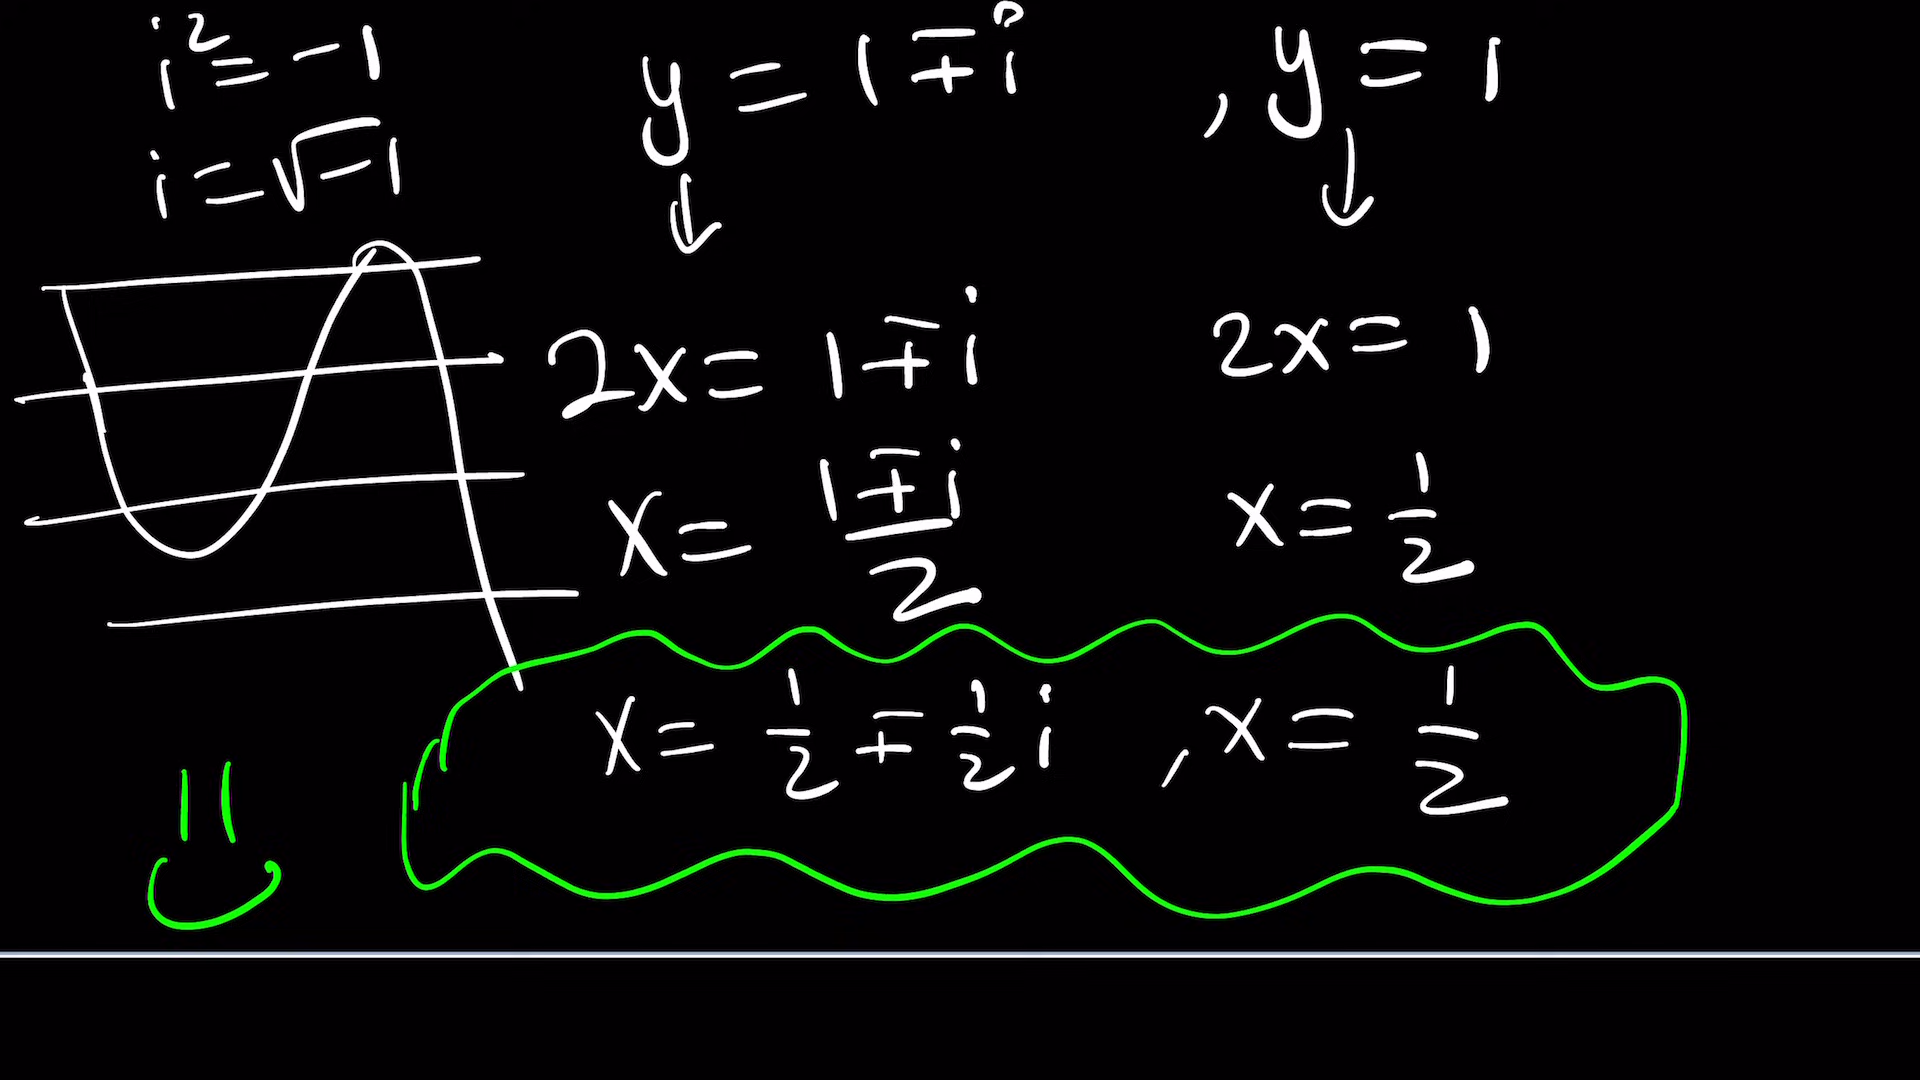 i² = -1
y = 1 ∓ i , y = 1
i = √-1
2x = 1 ∓ i 2x = 1
x = (1 ∓ i)/2 x = 1/2
x = 1/2 ∓ 1/2 i , x = 1/2